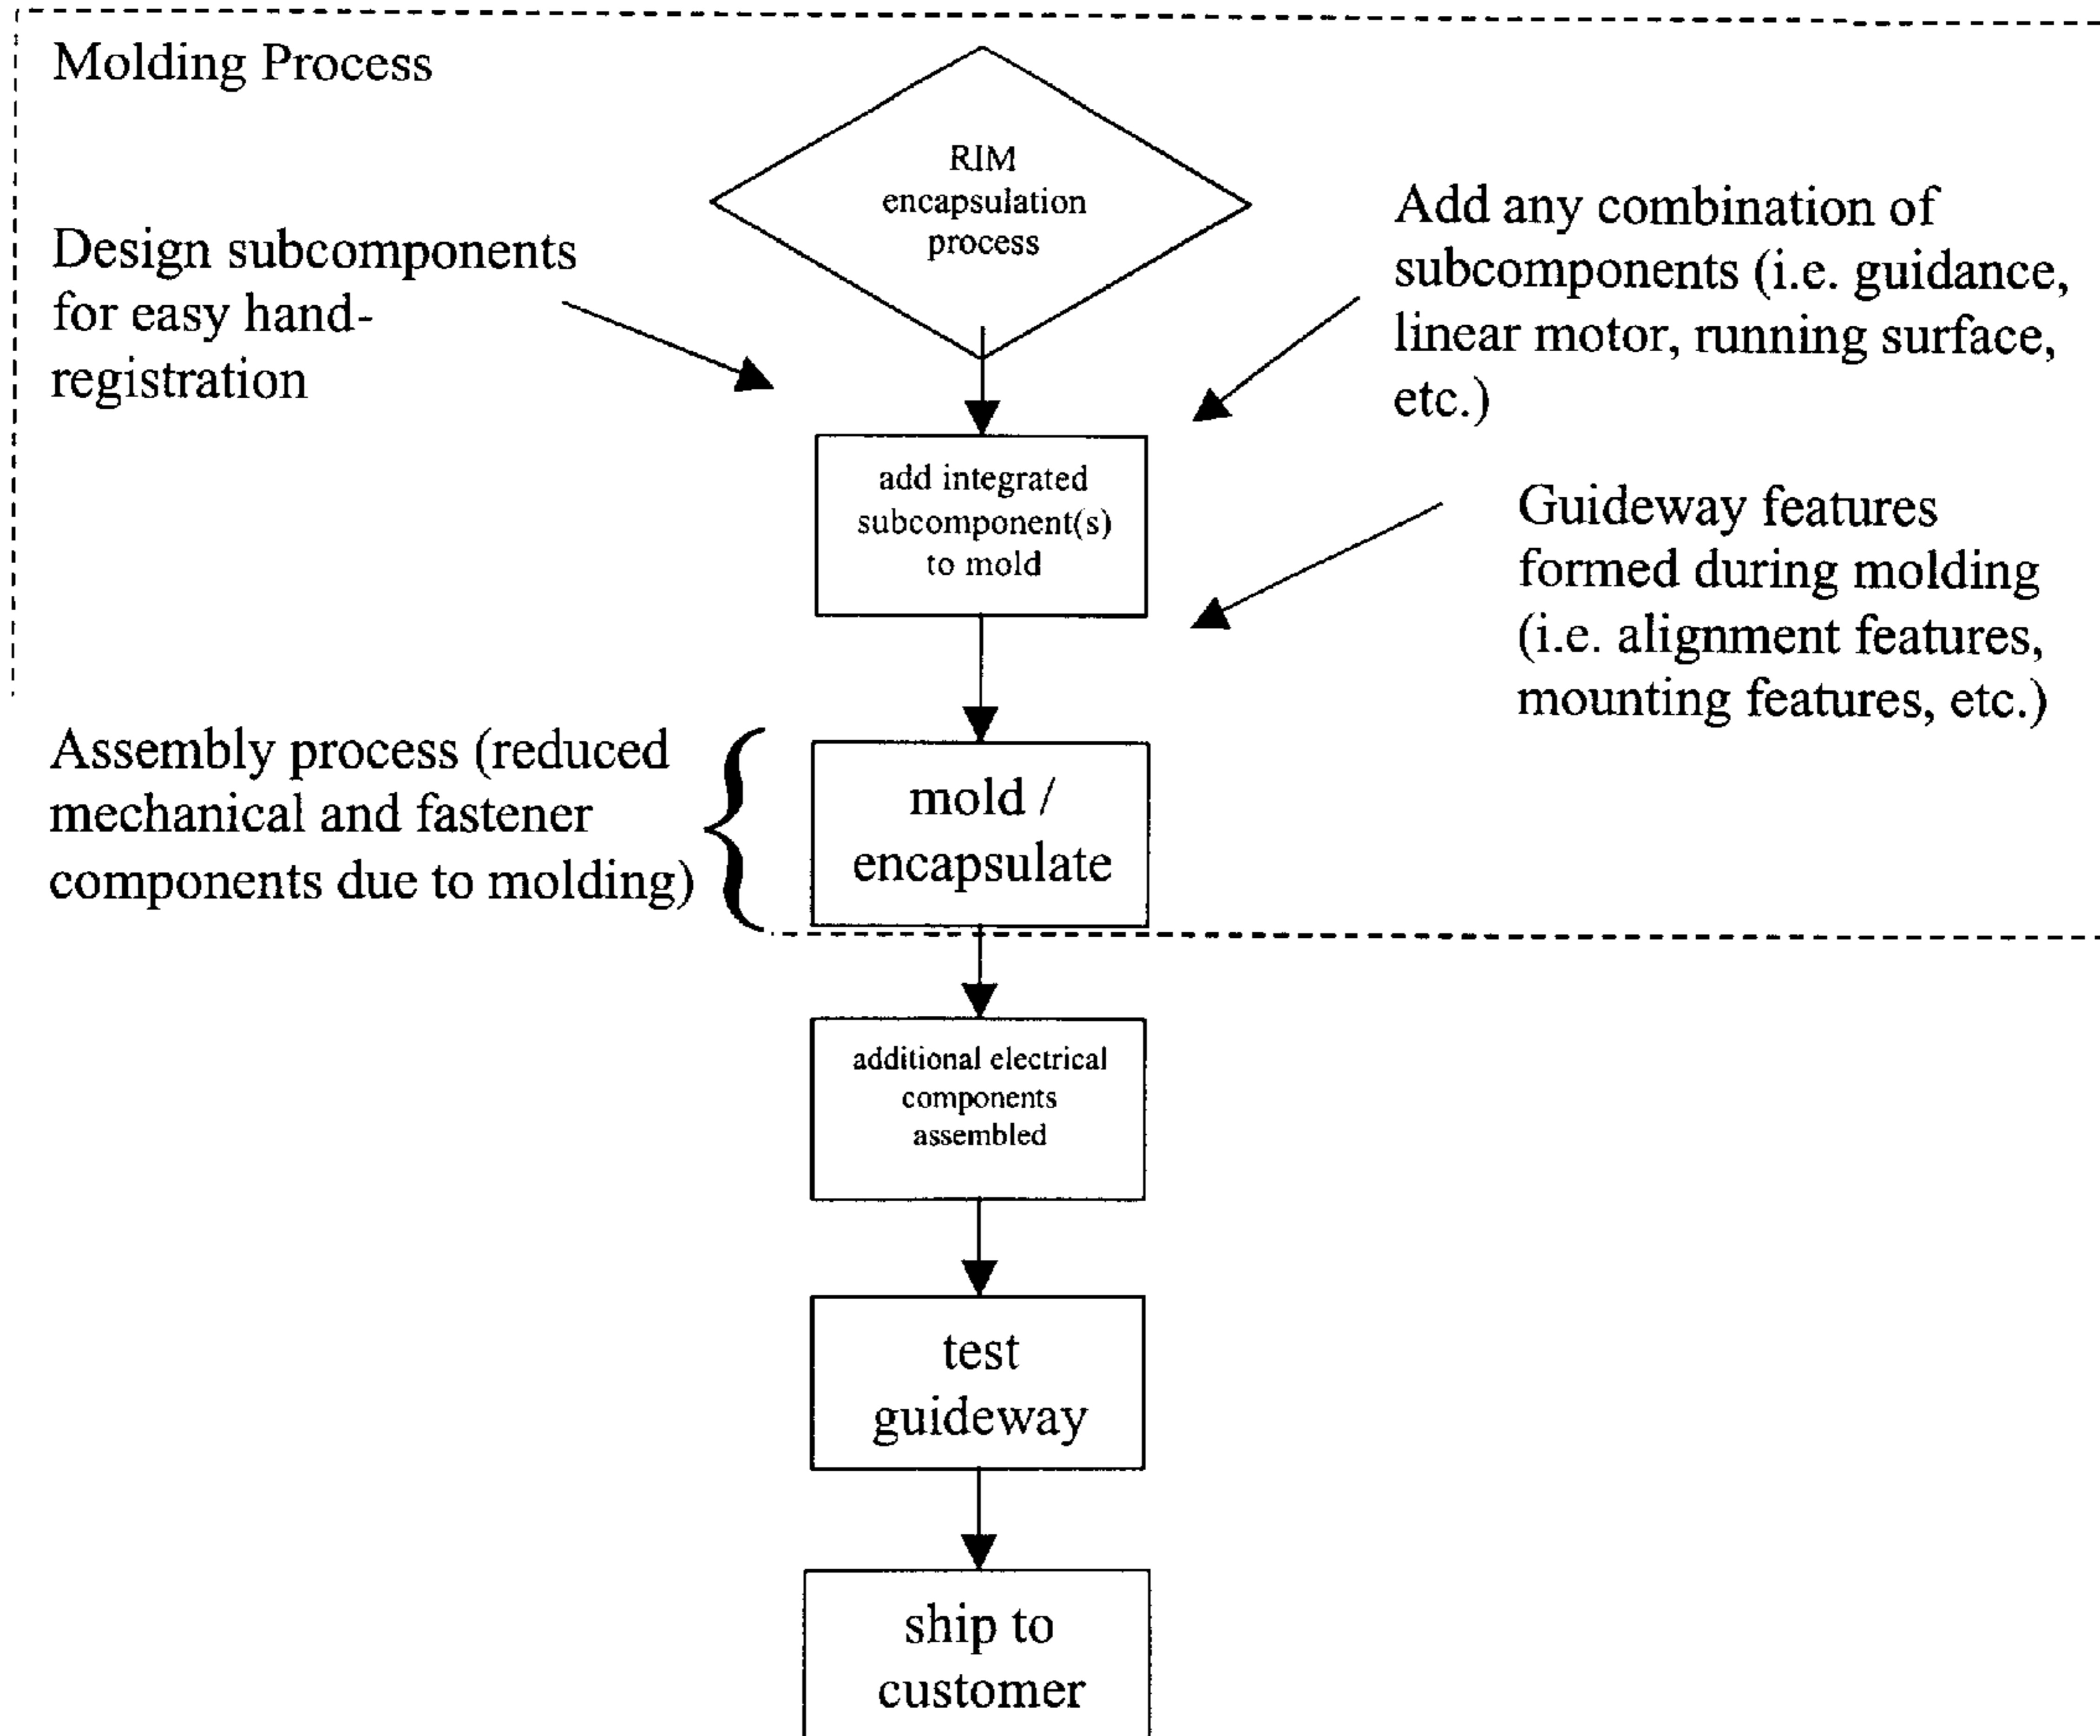 Molding Process
RIM
encapsulation
process
Design subcomponents
for easy hand-
registration
Add any combination of
subcomponents (i.e. guidance,
linear motor, running surface,
etc.)
add integrated
subcomponent(s)
to mold
Guideway features
formed during molding
(i.e. alignment features,
mounting features, etc.)
Assembly process (reduced
mechanical and fastener
components due to molding)
mold /
encapsulate
additional electrical
components
assembled
test
guideway
ship to
customer